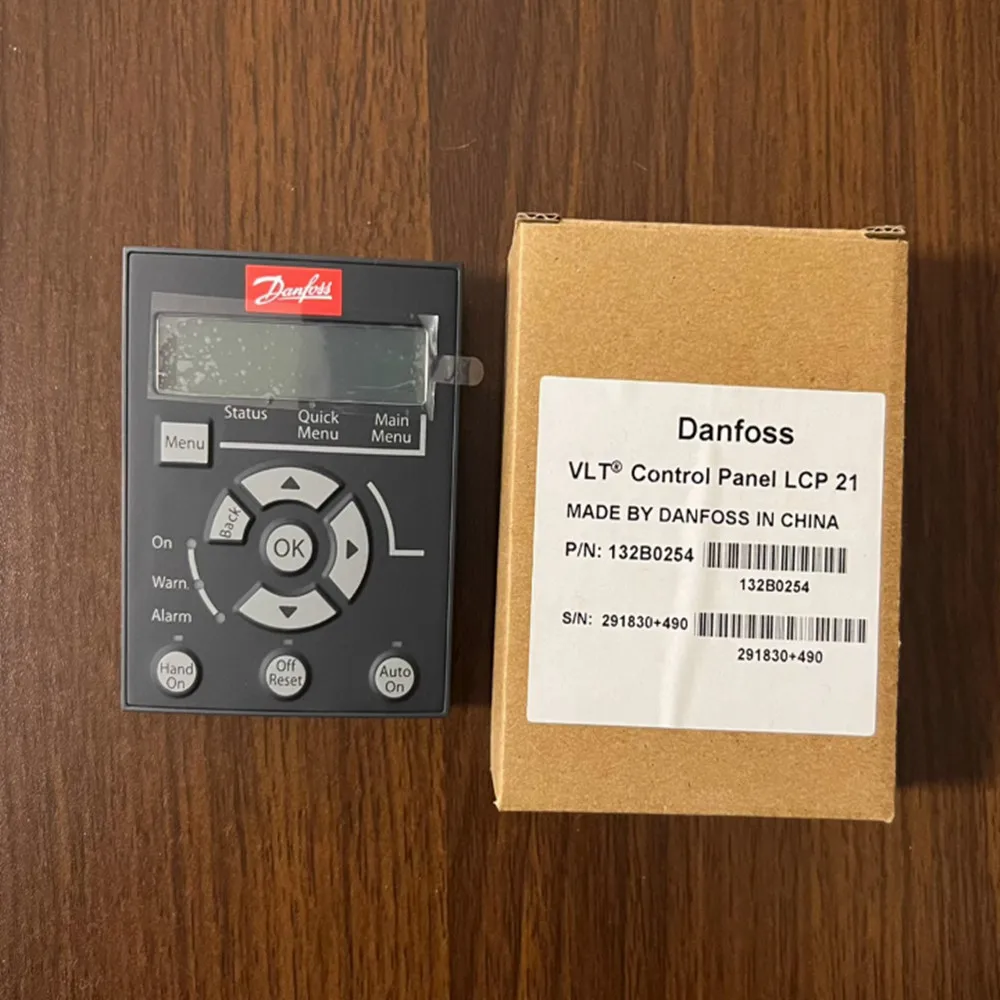 Danfoss
Status
Quick
Menu
Main
Menu
Menu
Back
OK
On
Warn.
Alarm
Hand
On
Off
Reset
Auto
On
Danfoss
VLT® Control Panel LCP 21
MADE BY DANFOSS IN CHINA
P/N: 132B0254
132B0254
S/N: 291830+490
291830+490